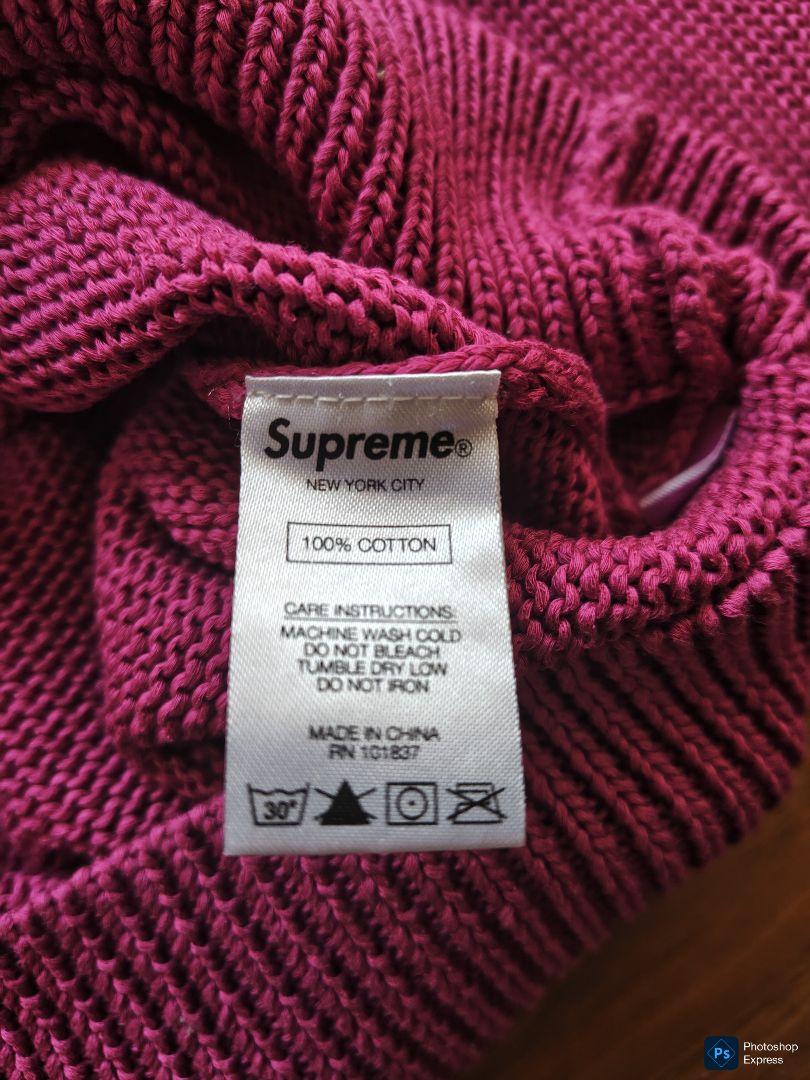 Supreme®
NEW YORK CITY
100% COTTON
CARE INSTRUCTIONS:
MACHINE WASH COLD
DO NOT BLEACH
TUMBLE DRY LOW
DO NOT IRON
MADE IN CHINA
RN 101837
30°
Ps
Photoshop
Express